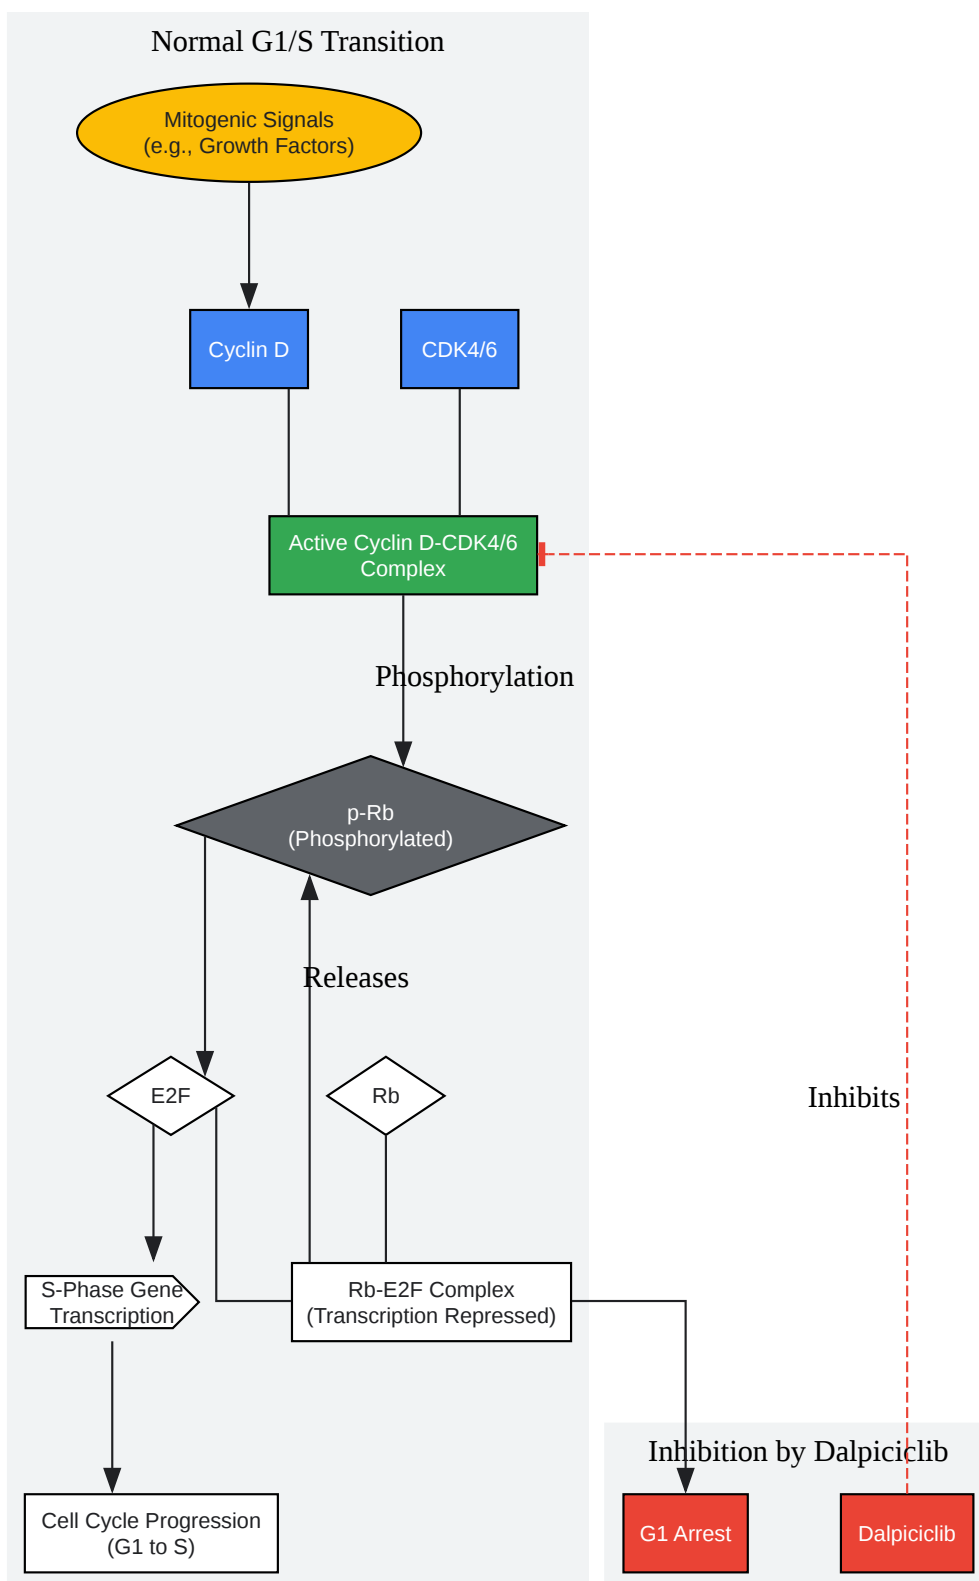 Normal G1/S Transition
Mitogenic Signals
(e.g., Growth Factors)
Cyclin D
CDK4/6
Active Cyclin D-CDK4/6
Complex
Phosphorylation
p-Rb
(Phosphorylated)
Releases
E2F
Rb
Inhibits
S-Phase Gene
Transcription
Rb-E2F Complex
(Transcription Repressed)
Inhibition by Dalpiciclib
Cell Cycle Progression
(G1 to S)
G1 Arrest
Dalpiciclib